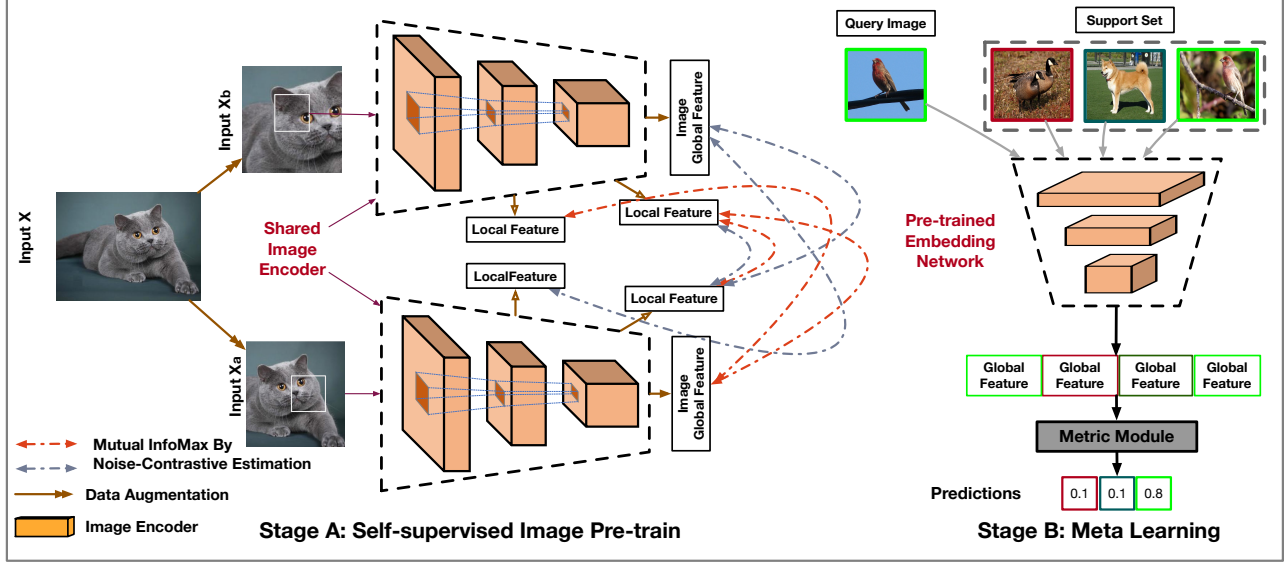 Input X
Input Xb
Input Xa
Shared
Image
Encoder
Image
Global Feature
Local Feature
Local Feature
LocalFeature
Local Feature
Image
Global Feature
Mutual InfoMax By
Noise-Contrastive Estimation
Data Augmentation
Image Encoder
Stage A: Self-supervised Image Pre-train
Query Image
Support Set
Pre-trained
Embedding
Network
Global
Feature
Global
Feature
Global
Feature
Global
Feature
Metric Module
Predictions
0.1
0.1
0.8
Stage B: Meta Learning